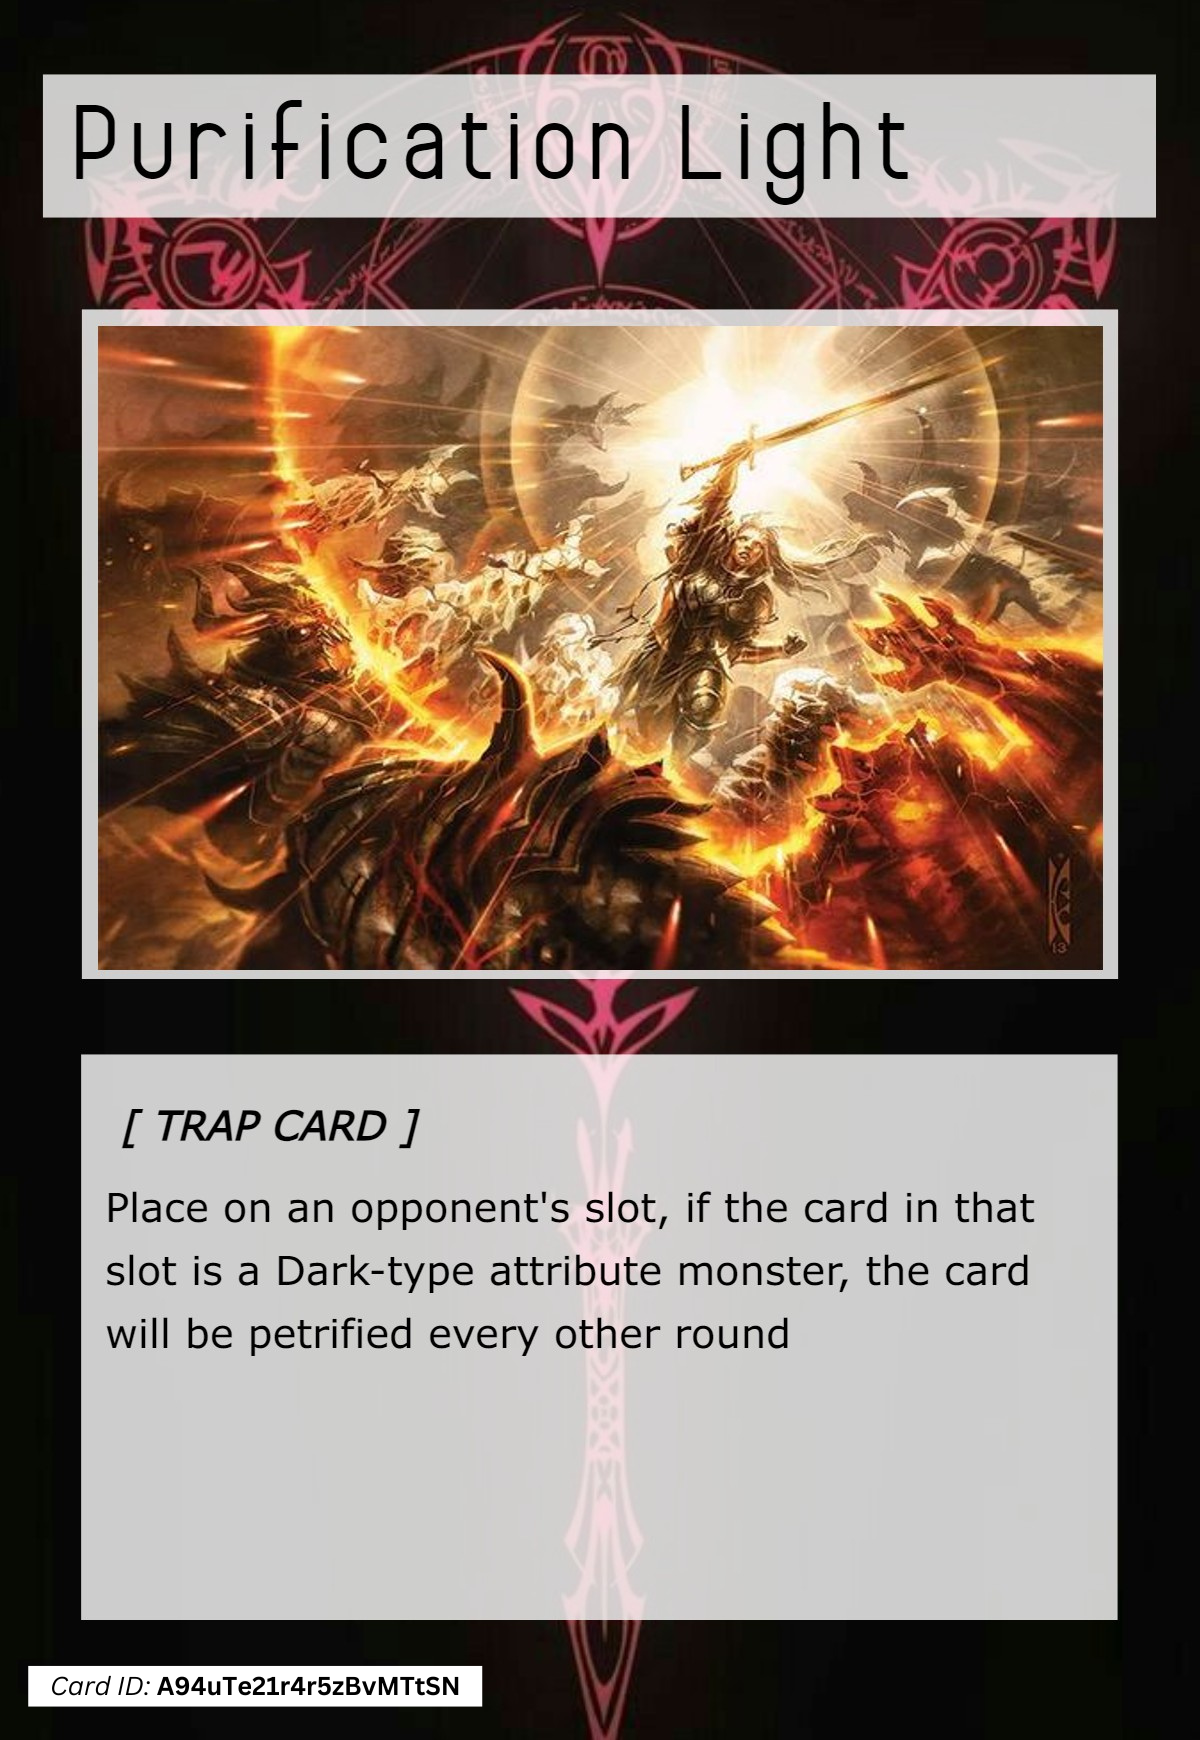 Purification Light
[ TRAP CARD ]
Place on an opponent's slot, if the card in that
slot is a Dark-type attribute monster, the card
will be petrified every other round
13
Card ID: A94uTe21r4r5zBvMTtSN